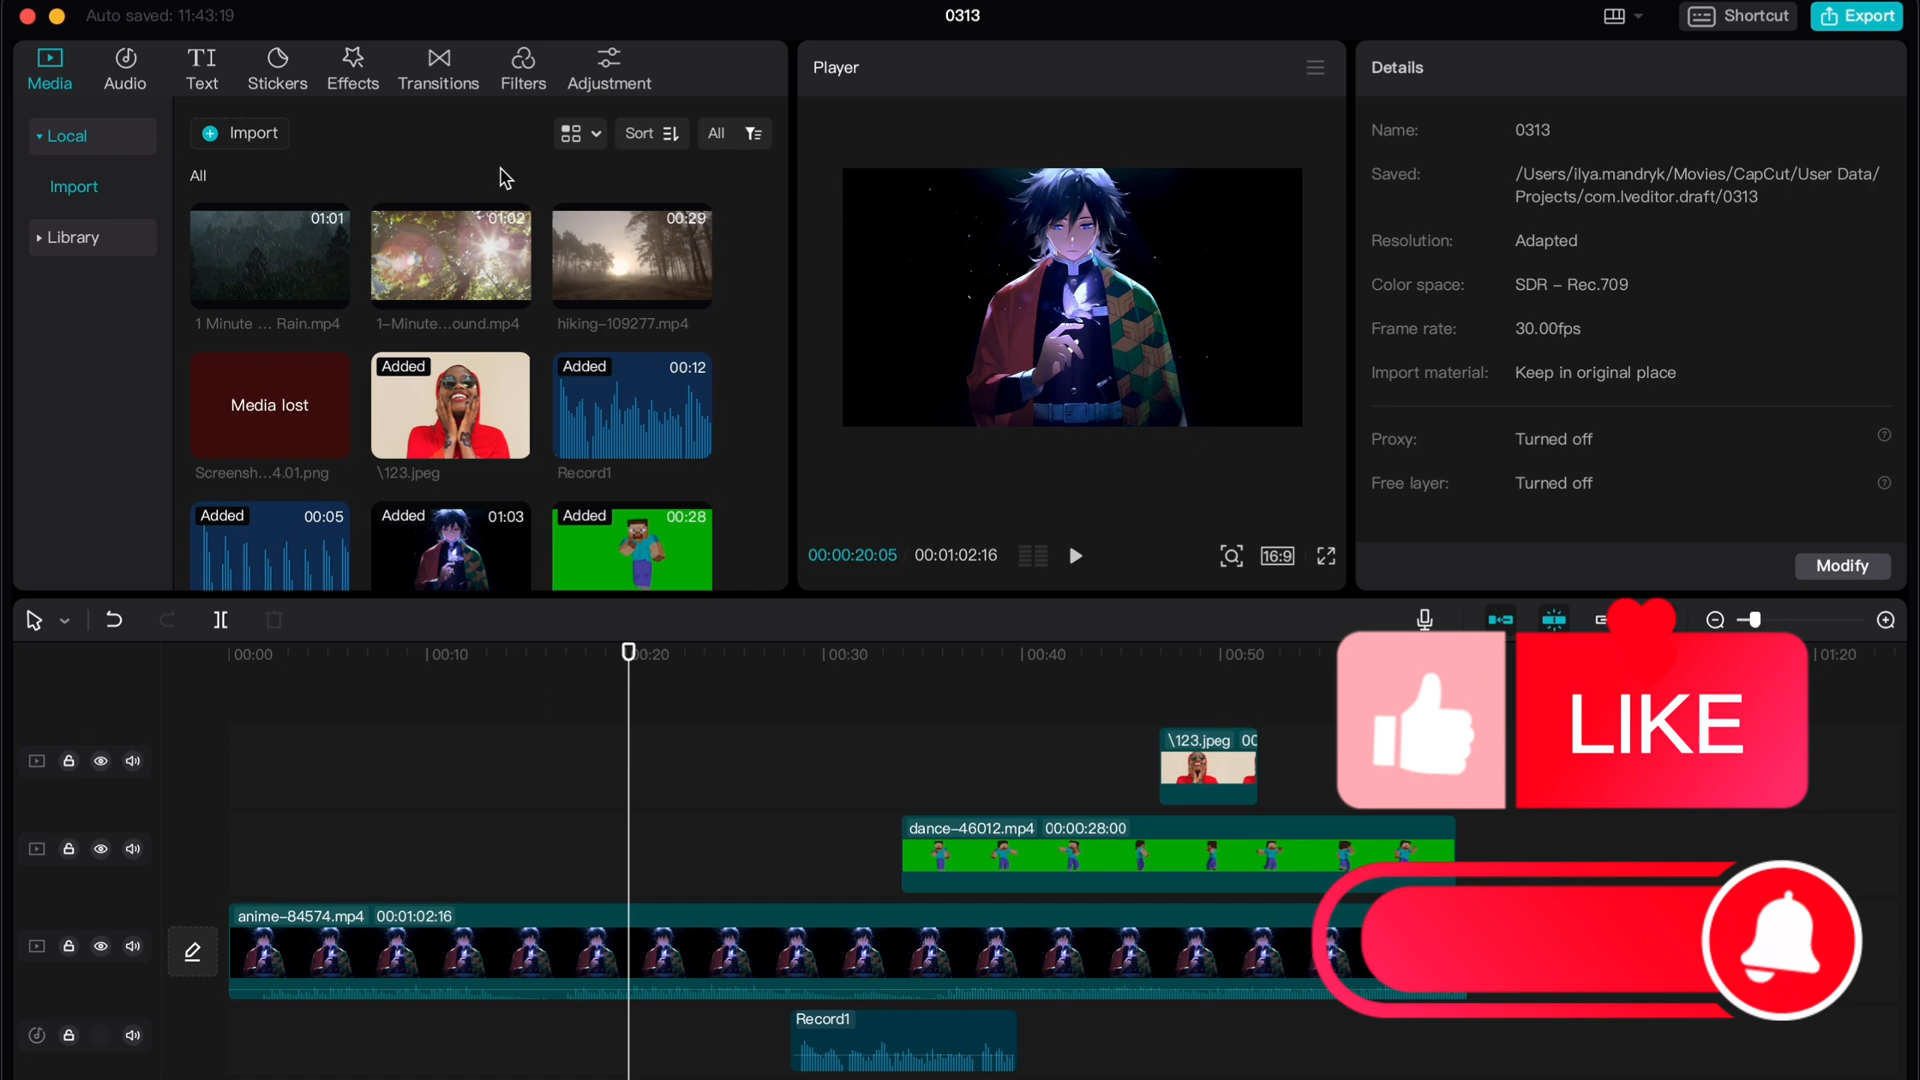 Auto saved: 11:43:19
0313
Shortcut
Export
Media
Audio
TI
Text
Stickers
Effects
Transitions
Filters
Adjustment
Local
Import
Library
Import
Sort
All
All
01:01
1 Minute ... Rain.mp4
01:02
1-Minute...ound.mp4
00:29
hiking-109277.mp4
Media lost
Screensh...4.01.png
Added
\123.jpeg
Added 00:12
Record1
Added 00:05
Added 01:03
Added 00:28
Player
00:00:20:05 / 00:01:02:16
16:9
Details
Name: 0313
Saved: /Users/ilya.mandryk/Movies/CapCut/User Data/
Projects/com.lveditor.draft/0313
Resolution: Adapted
Color space: SDR – Rec.709
Frame rate: 30.00fps
Import material: Keep in original place
Proxy: Turned off
Free layer: Turned off
Modify
00:00
00:10
00:20
00:30
00:40
00:50
01:20
LIKE
\123.jpeg 00
dance-46012.mp4 00:00:28:00
anime-84574.mp4 00:01:02:16
Record1